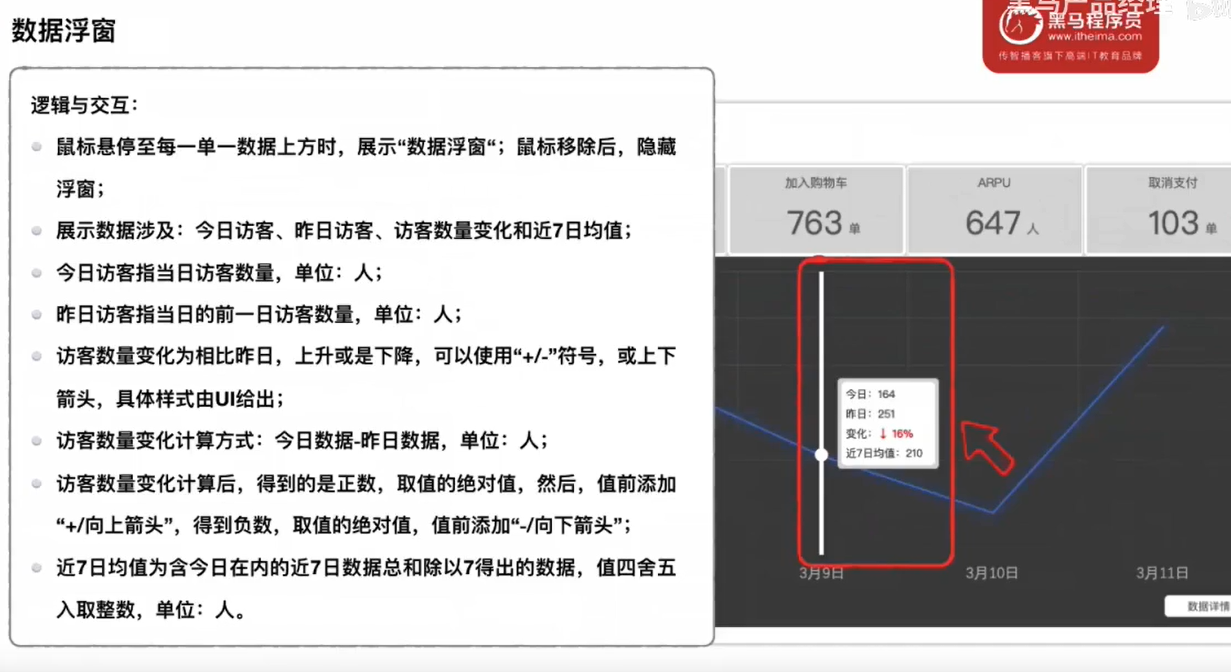 数据浮窗
黑马产品经理
黑马程序员
www.itheima.com
传智播客旗下高端IT教育品牌
逻辑与交互：
鼠标悬停至每一单一数据上方时，展示“数据浮窗“；鼠标移除后，隐藏
浮窗；
展示数据涉及：今日访客、昨日访客、访客数量变化和近7日均值；
今日访客指当日访客数量，单位：人；
昨日访客指当日的前一日访客数量，单位：人；
访客数量变化为相比昨日，上升或是下降，可以使用“+/-”符号，或上下
箭头，具体样式由UI给出；
访客数量变化计算方式：今日数据-昨日数据，单位：人；
访客数量变化计算后，得到的是正数，取值的绝对值，然后，值前添加
“+/向上箭头”，得到负数，取值的绝对值，值前添加“-/向下箭头”；
近7日均值为含今日在内的近7日数据总和除以7得出的数据，值四舍五
入取整数，单位：人。
加入购物车
763 单
ARPU
647 人
取消支付
103 单
今日：164
昨日：251
变化：↓ 16%
近7日均值：210
3月9日
3月10日
3月11日
数据详情